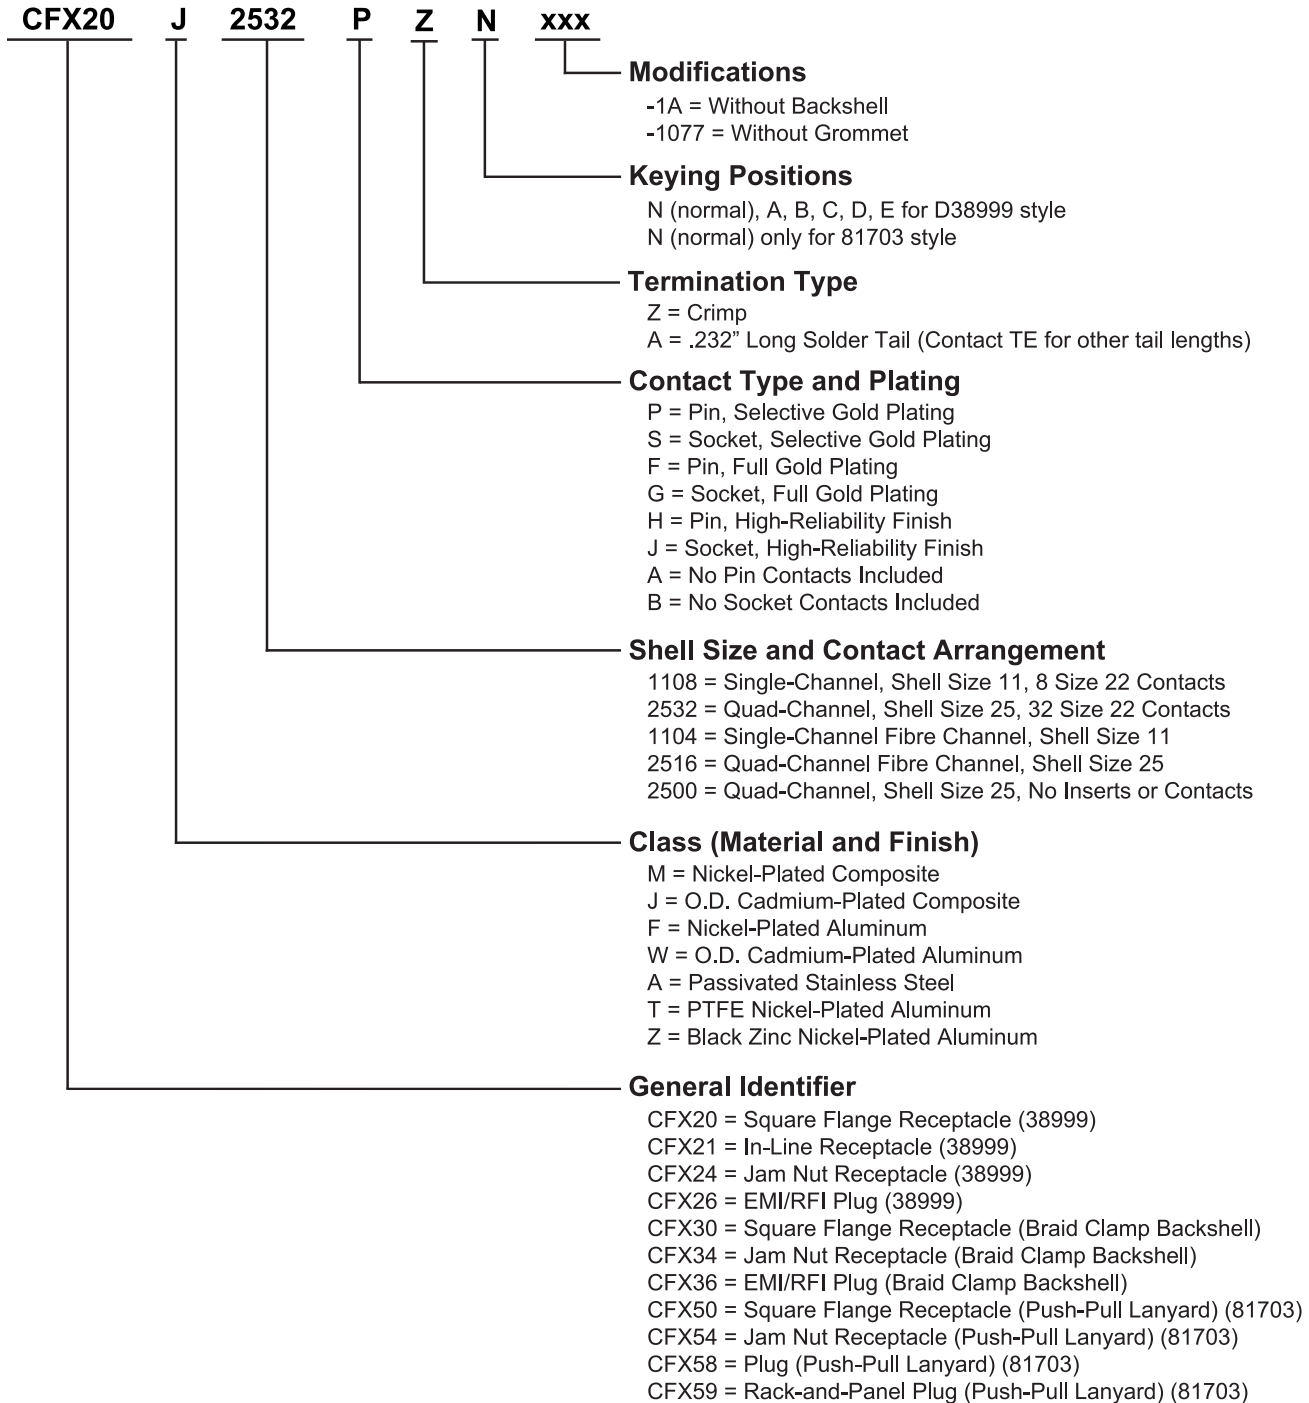 CFX20 J 2532 P Z N xxx
Modifications
-1A = Without Backshell
-1077 = Without Grommet
Keying Positions
N (normal), A, B, C, D, E for D38999 style
N (normal) only for 81703 style
Termination Type
Z = Crimp
A = .232” Long Solder Tail (Contact TE for other tail lengths)
Contact Type and Plating
P = Pin, Selective Gold Plating
S = Socket, Selective Gold Plating
F = Pin, Full Gold Plating
G = Socket, Full Gold Plating
H = Pin, High-Reliability Finish
J = Socket, High-Reliability Finish
A = No Pin Contacts Included
B = No Socket Contacts Included
Shell Size and Contact Arrangement
1108 = Single-Channel, Shell Size 11, 8 Size 22 Contacts
2532 = Quad-Channel, Shell Size 25, 32 Size 22 Contacts
1104 = Single-Channel Fibre Channel, Shell Size 11
2516 = Quad-Channel Fibre Channel, Shell Size 25
2500 = Quad-Channel, Shell Size 25, No Inserts or Contacts
Class (Material and Finish)
M = Nickel-Plated Composite
J = O.D. Cadmium-Plated Composite
F = Nickel-Plated Aluminum
W = O.D. Cadmium-Plated Aluminum
A = Passivated Stainless Steel
T = PTFE Nickel-Plated Aluminum
Z = Black Zinc Nickel-Plated Aluminum
General Identifier
CFX20 = Square Flange Receptacle (38999)
CFX21 = In-Line Receptacle (38999)
CFX24 = Jam Nut Receptacle (38999)
CFX26 = EMI/RFI Plug (38999)
CFX30 = Square Flange Receptacle (Braid Clamp Backshell)
CFX34 = Jam Nut Receptacle (Braid Clamp Backshell)
CFX36 = EMI/RFI Plug (Braid Clamp Backshell)
CFX50 = Square Flange Receptacle (Push-Pull Lanyard) (81703)
CFX54 = Jam Nut Receptacle (Push-Pull Lanyard) (81703)
CFX58 = Plug (Push-Pull Lanyard) (81703)
CFX59 = Rack-and-Panel Plug (Push-Pull Lanyard) (81703)